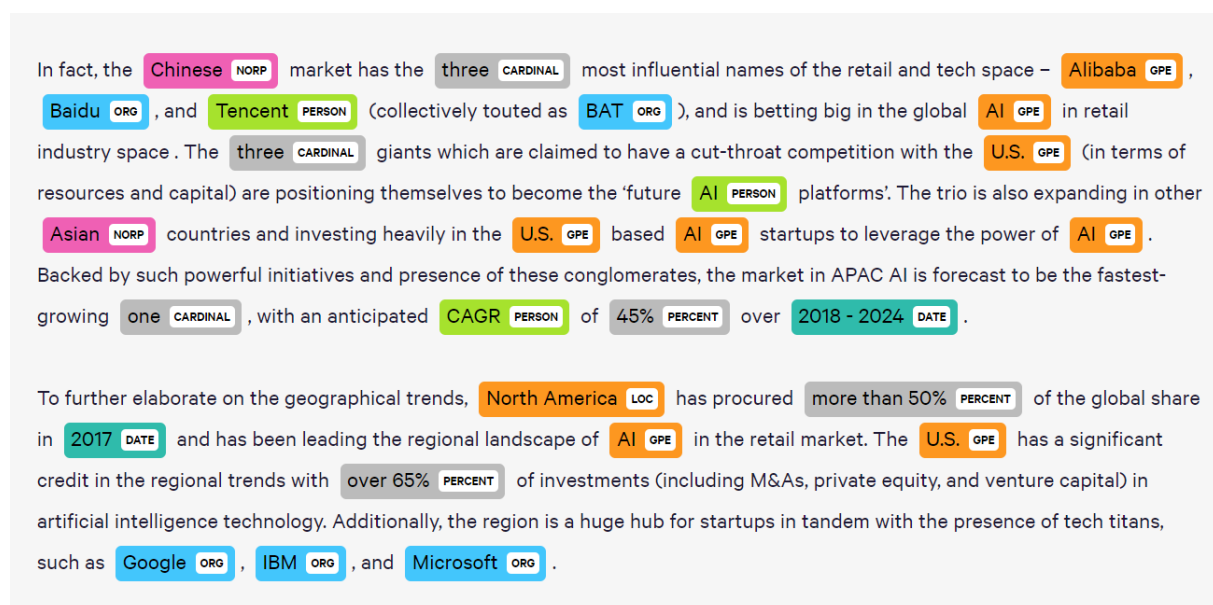 In fact, the Chinese NORP market has the three CARDINAL most influential names of the retail and tech space – Alibaba GPE ,
Baidu ORG , and Tencent PERSON (collectively touted as BAT ORG ), and is betting big in the global AI GPE in retail
industry space . The three CARDINAL giants which are claimed to have a cut-throat competition with the U.S. GPE (in terms of
resources and capital) are positioning themselves to become the ‘future AI PERSON platforms’. The trio is also expanding in other
Asian NORP countries and investing heavily in the U.S. GPE based AI GPE startups to leverage the power of AI GPE .
Backed by such powerful initiatives and presence of these conglomerates, the market in APAC AI is forecast to be the fastest-
growing one CARDINAL , with an anticipated CAGR PERSON of 45% PERCENT over 2018 - 2024 DATE .
To further elaborate on the geographical trends, North America LOC has procured more than 50% PERCENT of the global share
in 2017 DATE and has been leading the regional landscape of AI GPE in the retail market. The U.S. GPE has a significant
credit in the regional trends with over 65% PERCENT of investments (including M&As, private equity, and venture capital) in
artificial intelligence technology. Additionally, the region is a huge hub for startups in tandem with the presence of tech titans,
such as Google ORG , IBM ORG , and Microsoft ORG .